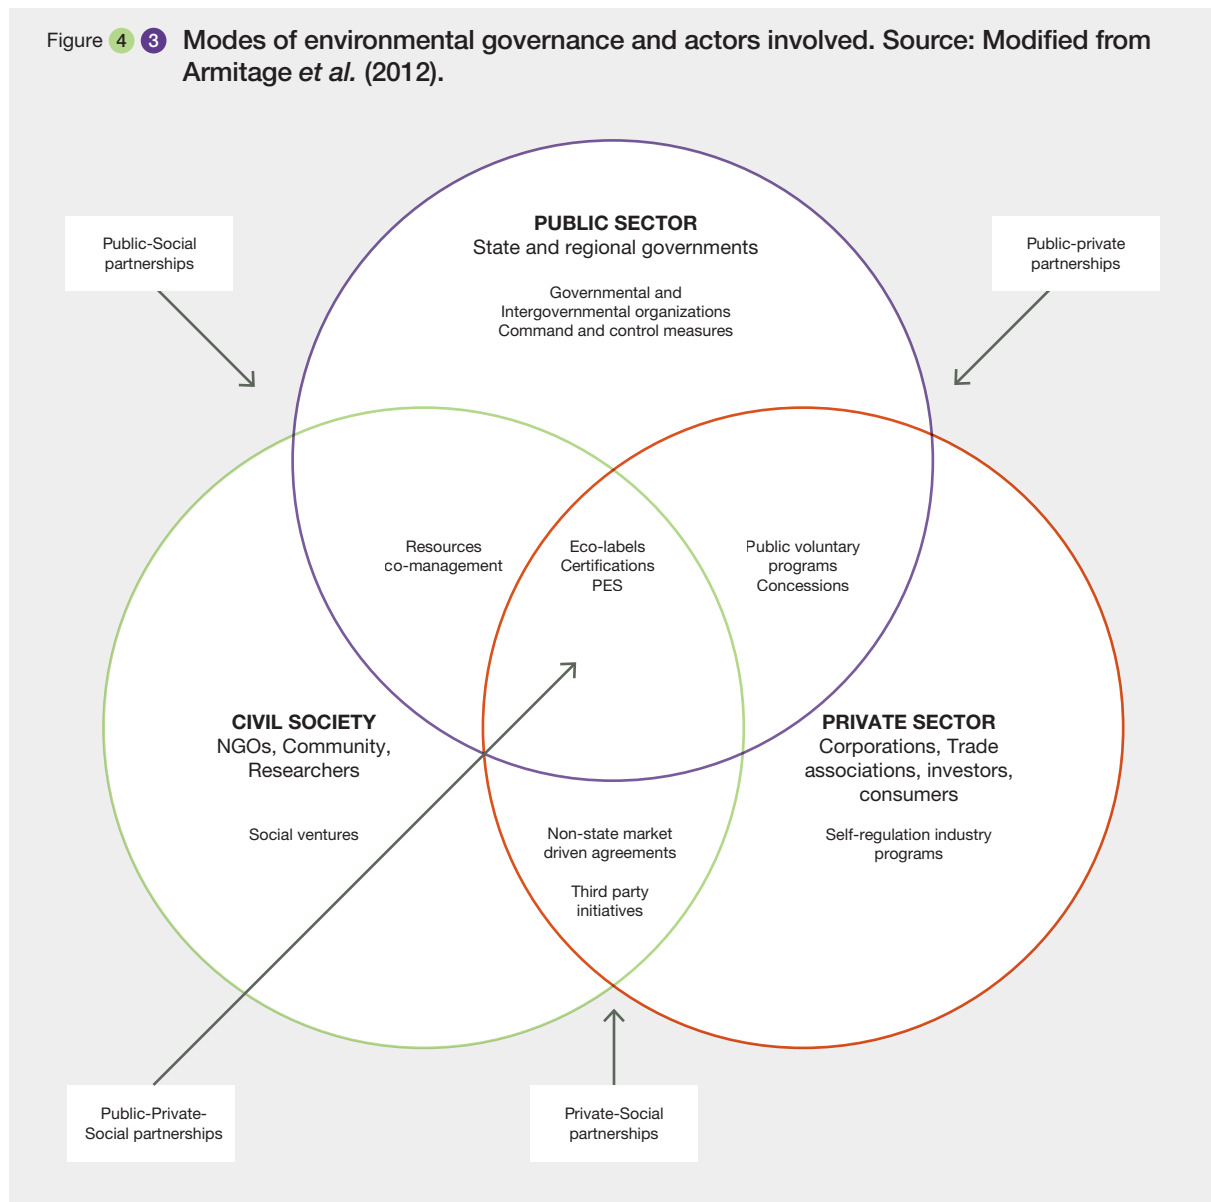 Figure 4 3 Modes of environmental governance and actors involved. Source: Modified from
Armitage et al. (2012).
Public-Social
partnerships
PUBLIC SECTOR
State and regional governments
Governmental and
Intergovernmental organizations
Command and control measures
Public-private
partnerships
Resources
co-management
Eco-labels
Certifications
PES
Public voluntary
programs
Concessions
CIVIL SOCIETY
NGOs, Community,
Researchers
Social ventures
PRIVATE SECTOR
Corporations, Trade
associations, investors,
consumers
Self-regulation industry
programs
Non-state market
driven agreements
Third party
initiatives
Public-Private-
Social partnerships
Private-Social
partnerships